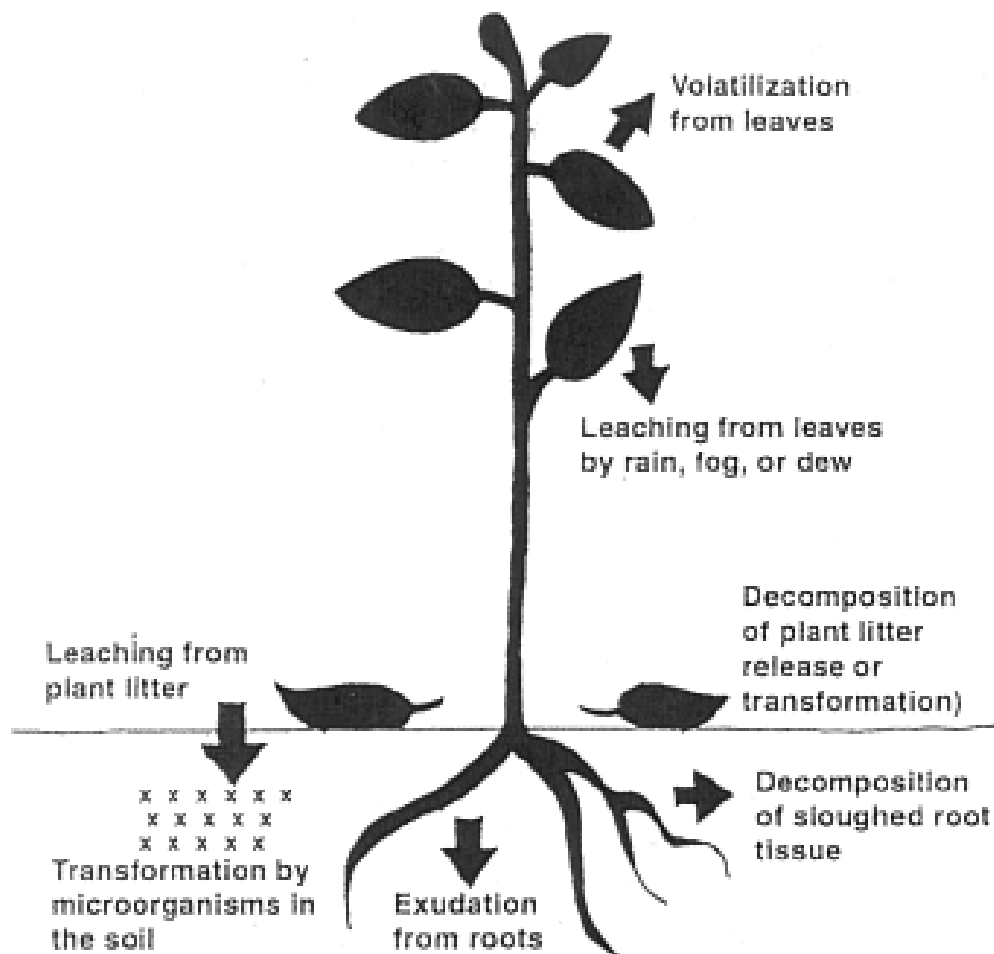 Volatilization
from leaves
Leaching from leaves
by rain, fog, or dew
Decomposition
of plant litter
release or
transformation)
Leaching from
plant litter
Decomposition
of sloughed root
tissue
x x x x x x
x x x x x
x x x x x
Transformation by
microorganisms in
the soil
Exudation
from roots